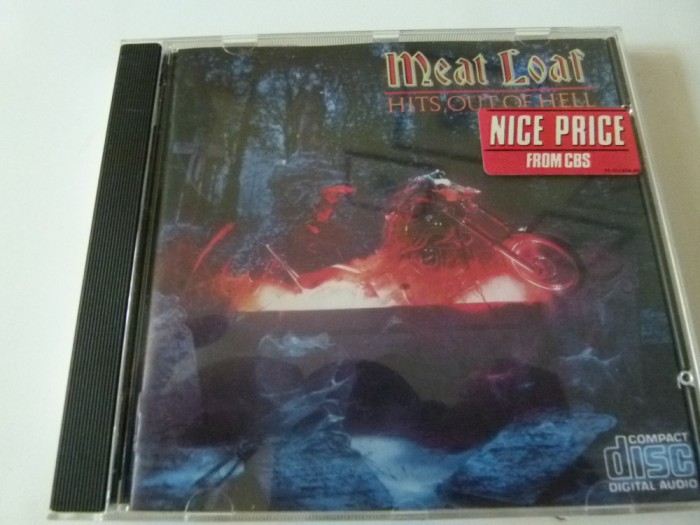 Meat Loaf
HITS OUT OF HELL
NICE PRICE
FROM CBS
COMPACT
disc
DIGITAL AUDIO